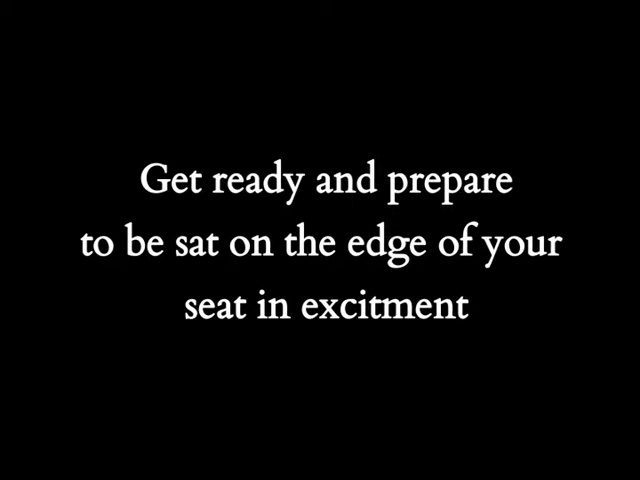 Get ready and prepare
to be sat on the edge of your
seat in excitment